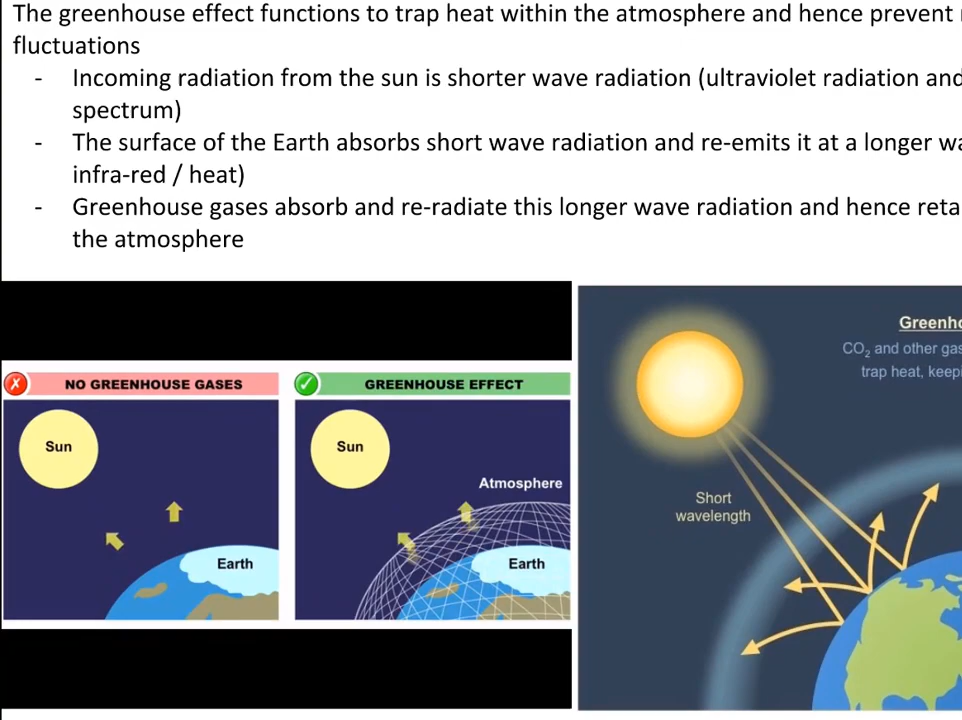 The greenhouse effect functions to trap heat within the atmosphere and hence prevent
fluctuations
- Incoming radiation from the sun is shorter wave radiation (ultraviolet radiation and
spectrum)
- The surface of the Earth absorbs short wave radiation and re-emits it at a longer
infra-red / heat)
- Greenhouse gases absorb and re-radiate this longer wave radiation and hence
the atmosphere
NO GREENHOUSE GASES
Sun
Earth
GREENHOUSE EFFECT
Sun
Atmosphere
Earth
CO₂ and other
trap heat,
Short
wavelength